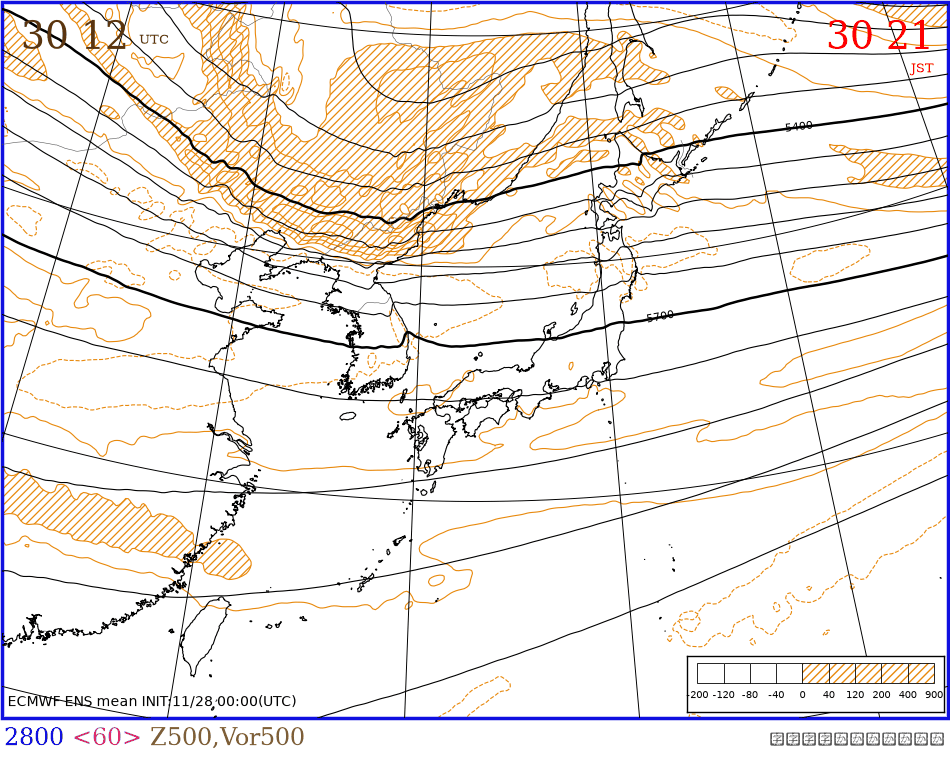 30 12 UTC
30 21
JST
5400
5700
-200 -120 -80 -40 0 40 120 200 400 900
ECMWF ENS mean INIT:11/28 00:00(UTC)
2800 <60> Z500,Vor500